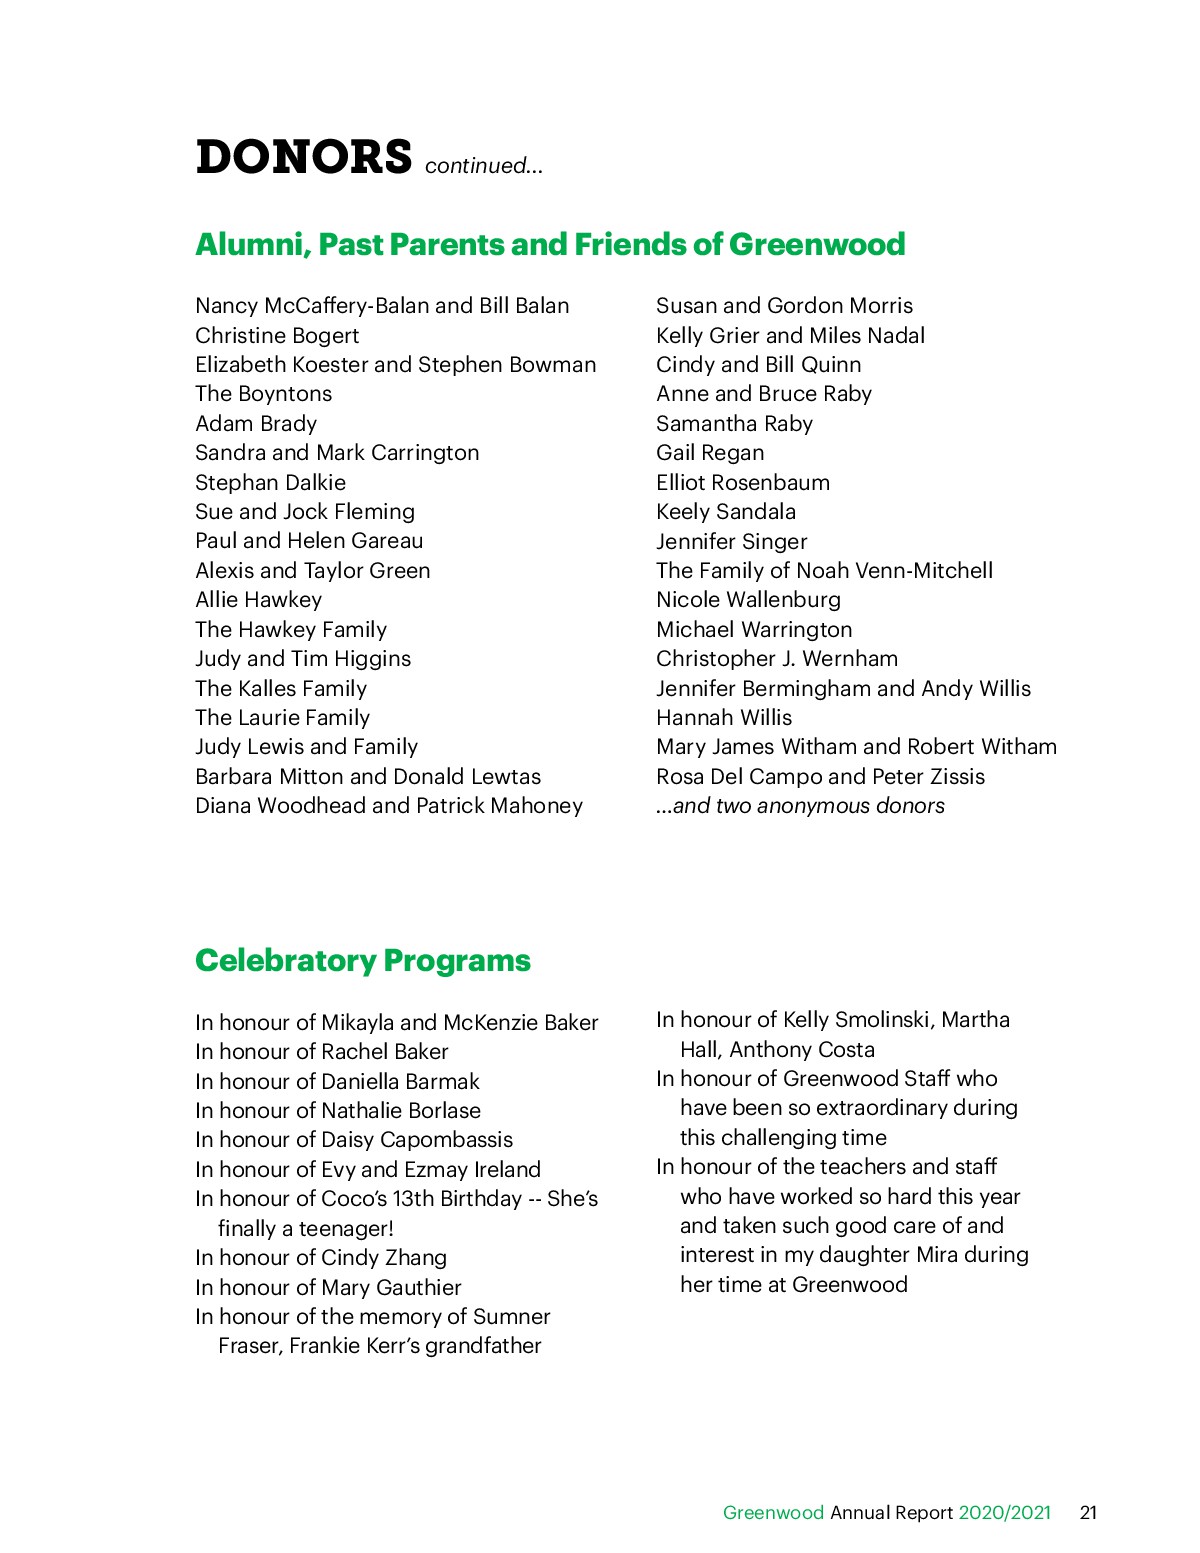 DONORS continued...
Alumni, Past Parents and Friends of Greenwood
Nancy McCaffery-Balan and Bill Balan
Christine Bogert
Elizabeth Koester and Stephen Bowman
The Boyntons
Adam Brady
Sandra and Mark Carrington
Stephan Dalkie
Sue and Jock Fleming
Paul and Helen Gareau
Alexis and Taylor Green
Allie Hawkey
The Hawkey Family
Judy and Tim Higgins
The Kalles Family
The Laurie Family
Judy Lewis and Family
Barbara Mitton and Donald Lewtas
Diana Woodhead and Patrick Mahoney
Susan and Gordon Morris
Kelly Grier and Miles Nadal
Cindy and Bill Quinn
Anne and Bruce Raby
Samantha Raby
Gail Regan
Elliot Rosenbaum
Keely Sandala
Jennifer Singer
The Family of Noah Venn-Mitchell
Nicole Wallenburg
Michael Warrington
Christopher J. Wernham
Jennifer Bermingham and Andy Willis
Hannah Willis
Mary James Witham and Robert Witham
Rosa Del Campo and Peter Zissis
...and two anonymous donors
Celebratory Programs
In honour of Mikayla and McKenzie Baker
In honour of Rachel Baker
In honour of Daniella Barmak
In honour of Nathalie Borlase
In honour of Daisy Capombassis
In honour of Evy and Ezmay Ireland
In honour of Coco’s 13th Birthday -- She’s
finally a teenager!
In honour of Cindy Zhang
In honour of Mary Gauthier
In honour of the memory of Sumner
Fraser, Frankie Kerr’s grandfather
In honour of Kelly Smolinski, Martha
Hall, Anthony Costa
In honour of Greenwood Staff who
have been so extraordinary during
this challenging time
In honour of the teachers and staff
who have worked so hard this year
and taken such good care of and
interest in my daughter Mira during
her time at Greenwood
Greenwood Annual Report 2020/2021 21